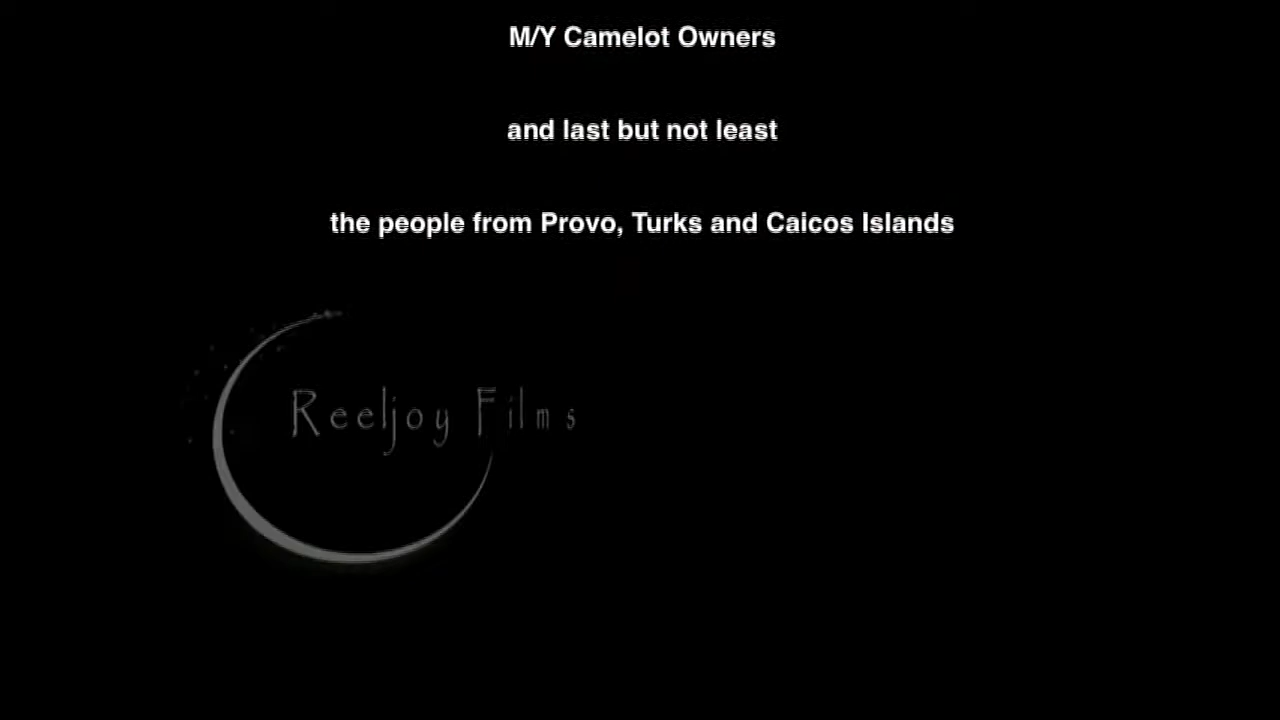 M/Y Camelot Owners
and last but not least
the people from Provo, Turks and Caicos Islands
Reeljoy Films